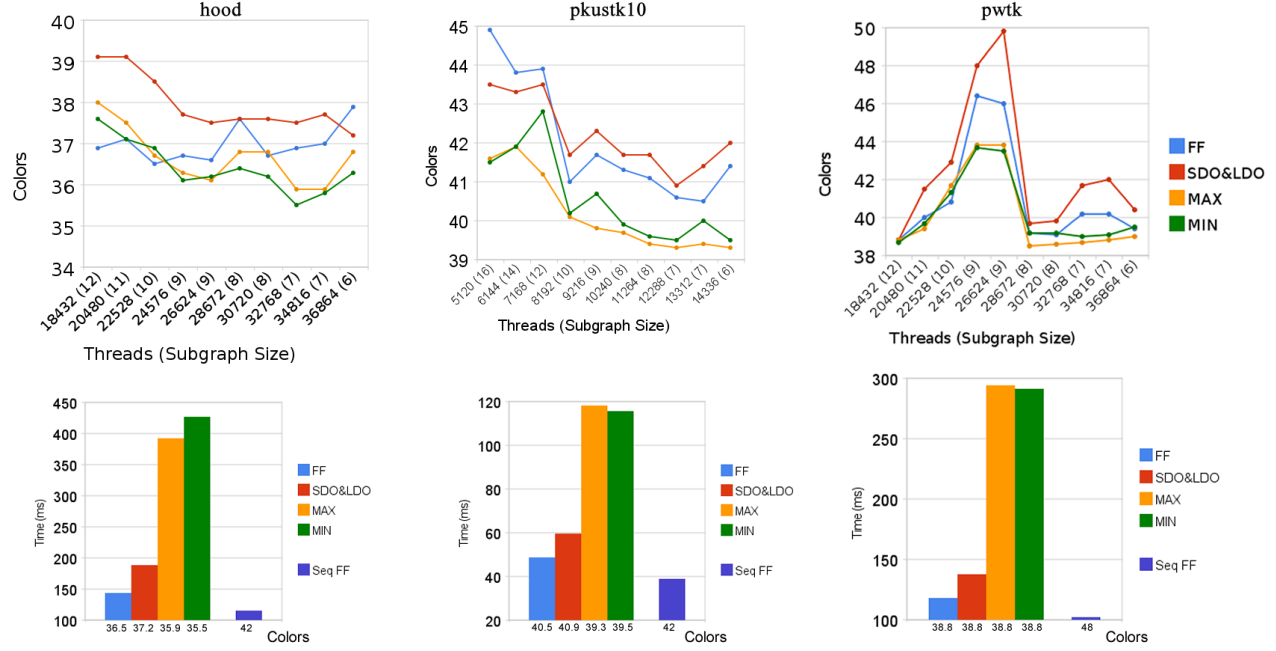 hood
40
39
38
37
36
35
34
Colors
18432 (12)
20480 (11)
22528 (10)
24576 (9)
26624 (9)
28672 (8)
30720 (8)
32768 (7)
34816 (7)
36864 (6)
Threads (Subgraph Size)
pkustk10
45
44
43
42
41
40
39
Colors
5120 (16)
6144 (14)
7168 (12)
8192 (10)
9216 (9)
10240 (8)
11264 (8)
12288 (7)
13312 (7)
14336 (6)
Threads (Subgraph Size)
pwtk
50
48
46
44
42
40
38
Colors
18432 (12)
20480 (11)
22528 (10)
24576 (9)
26624 (9)
28672 (8)
30720 (8)
32768 (7)
34816 (7)
36864 (6)
Threads (Subgraph Size)
FF
SDO&LDO
MAX
MIN
450
400
350
300
250
200
150
100
Time (ms)
36.5 37.2 35.9 35.5 42
Colors
FF
SDO&LDO
MAX
MIN
Seq FF
120
100
80
60
40
20
Time (ms)
40.5 40.9 39.3 39.5 42
Colors
FF
SDO&LDO
MAX
MIN
Seq FF
300
250
200
150
100
Time (ms)
38.8 38.8 38.8 38.8 48
Colors
FF
SDO&LDO
MAX
MIN
Seq FF